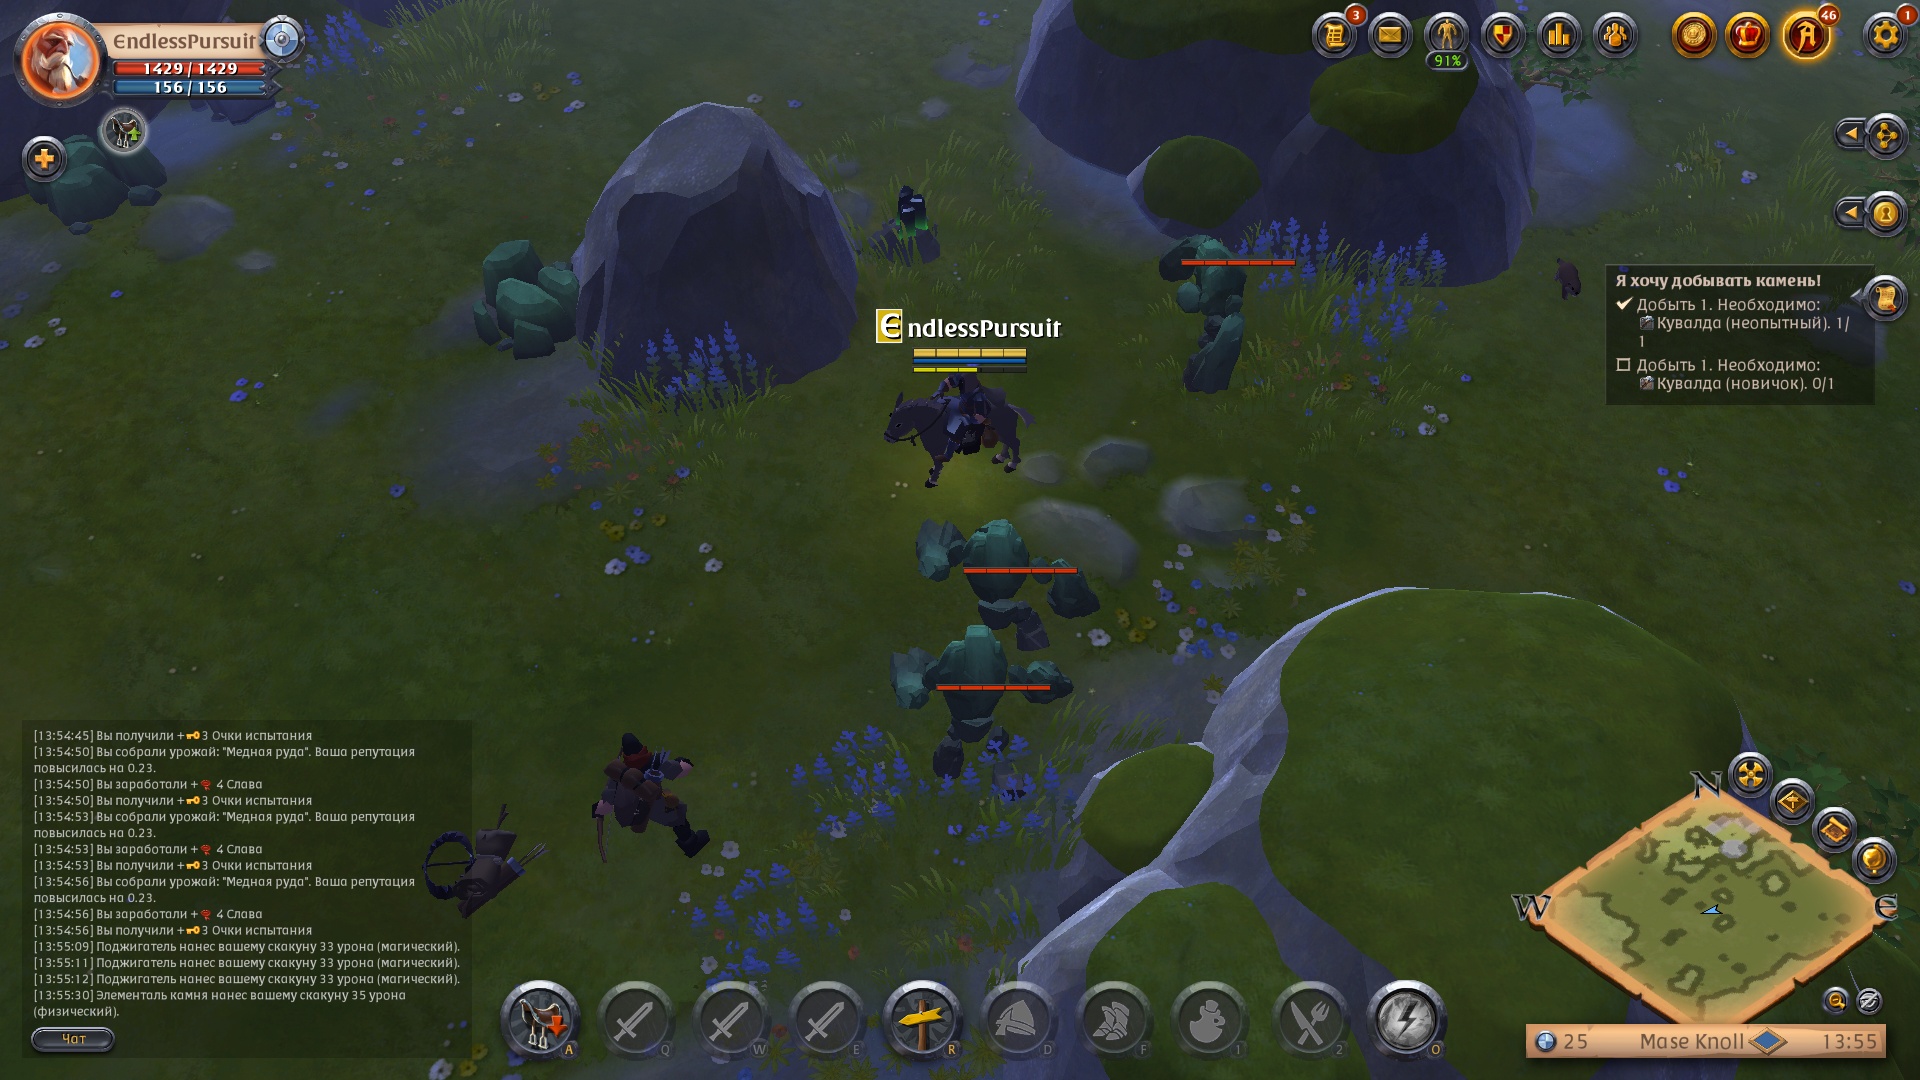 EndlessPursuit
1429 / 1429
156 / 156
3
91%
46
1
EndlessPursuit
Я хочу добывать камень!
Добыть 1. Необходимо:
Кувалда (неопытный). 1/
1
Добыть 1. Необходимо:
Кувалда (новичок). 0/1
[13:54:45] Вы получили + 3 Очки испытания
[13:54:50] Вы собрали урожай: "Медная руда". Ваша репутация
повысилась на 0.23.
[13:54:50] Вы заработали + 4 Слава
[13:54:50] Вы получили + 3 Очки испытания
[13:54:53] Вы собрали урожай: "Медная руда". Ваша репутация
повысилась на 0.23.
[13:54:53] Вы заработали + 4 Слава
[13:54:53] Вы получили + 3 Очки испытания
[13:54:56] Вы собрали урожай: "Медная руда". Ваша репутация
повысилась на 0.23.
[13:54:56] Вы заработали + 4 Слава
[13:54:56] Вы получили + 3 Очки испытания
[13:55:09] Поджигатель нанес вашему скакуну 33 урона (магический).
[13:55:11] Поджигатель нанес вашему скакуну 33 урона (магический).
[13:55:12] Поджигатель нанес вашему скакуну 33 урона (магический).
[13:55:30] Элементаль камня нанес вашему скакуну 35 урона
(физический).
Чат
A
Q
W
E
R
D
F
1
2
O
N
W
E
25
Mase Knoll
13:55